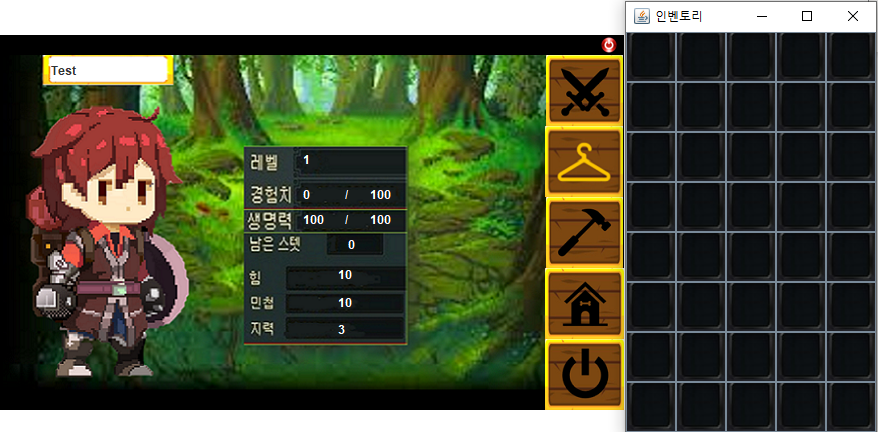 인벤토리
Test
레벨 1
경험치 0 / 100
생명력 100 / 100
남은 스텟 0
힘 10
민첩 10
지력 3